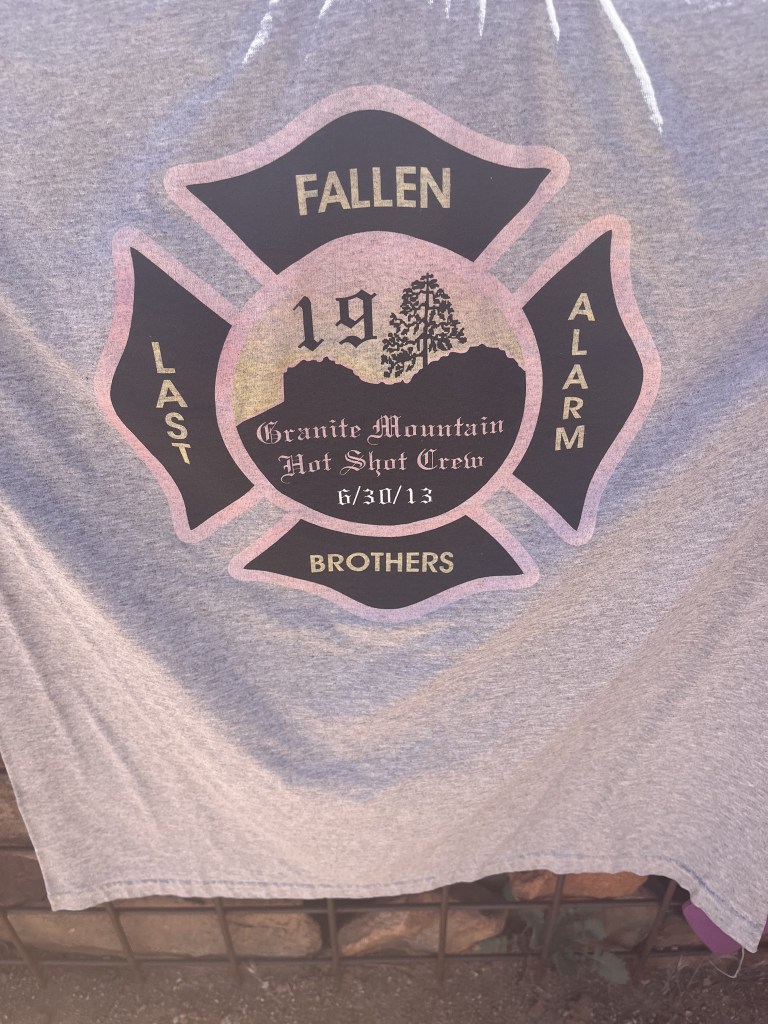 FALLEN
19
LAST
ALARM
Granite Mountain
Hot Shot Crew
6/30/13
BROTHERS